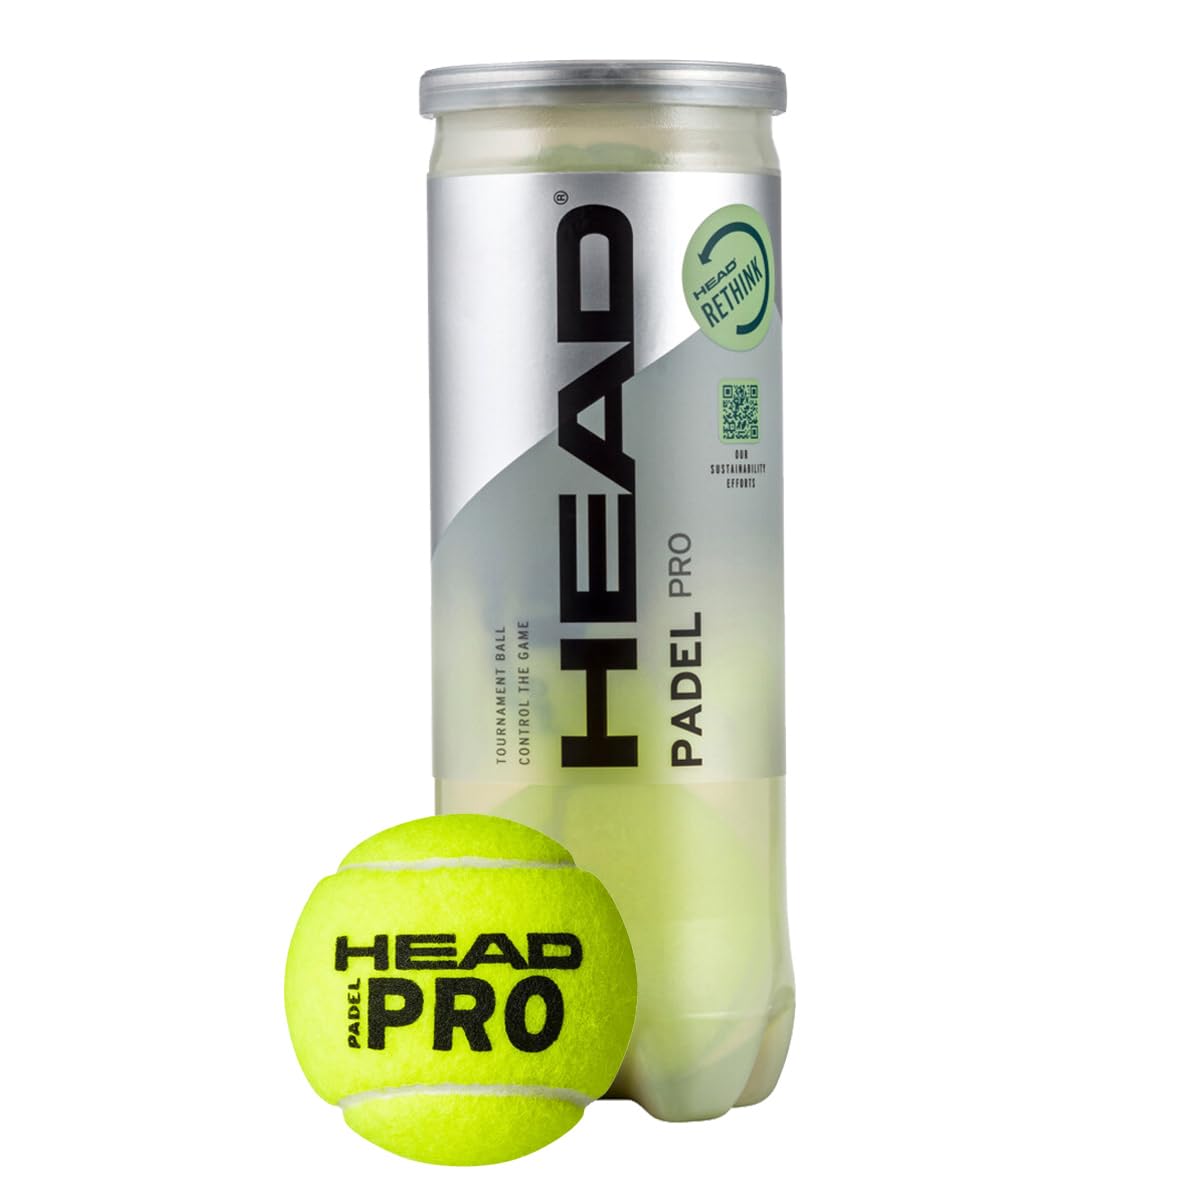 HEAD®
HEAD®
RETHINK
OUR
SUSTAINABILITY
EFFORTS
PADEL PRO
TOURNAMENT BALL
CONTROL THE GAME
HEAD
PADEL PRO